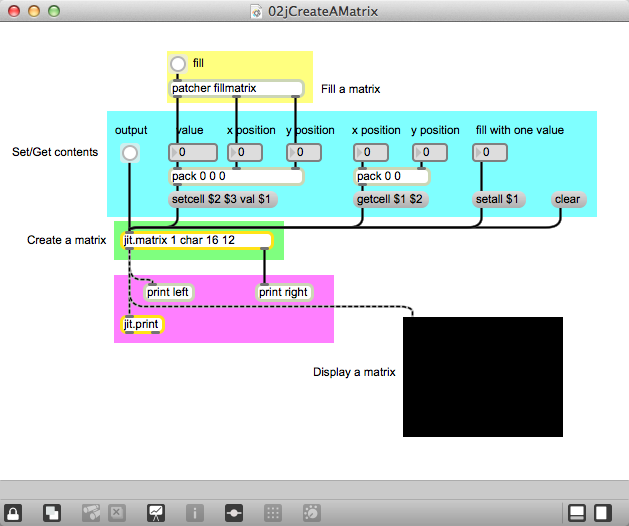 02jCreateAMatrix
fill
patcher fillmatrix
Fill a matrix
output value x position y position x position y position fill with one value
Set/Get contents
0 0 0 0 0 0
pack 0 0 0 pack 0 0
setcell $2 $3 val $1 getcell $1 $2 setall $1 clear
Create a matrix jit.matrix 1 char 16 12
print left print right
jit.print
Display a matrix